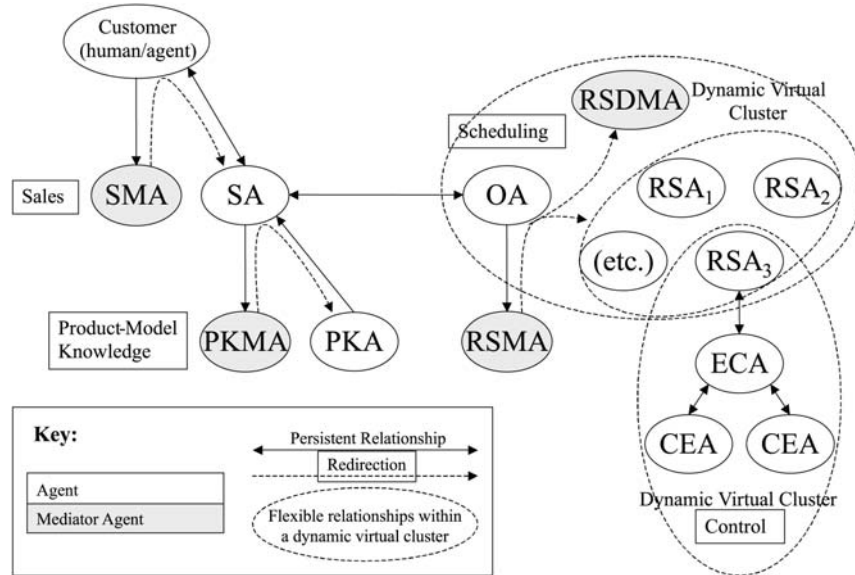 Customer
(human/agent)
RSDMA
Dynamic Virtual
Cluster
Scheduling
Sales
SMA
SA
OA
RSA1
RSA2
(etc.)
RSA3
Product-Model
Knowledge
PKMA
PKA
RSMA
ECA
CEA
CEA
Dynamic Virtual Cluster
Control
Key:
Persistent Relationship
Redirection
Agent
Mediator Agent
Flexible relationships within
a dynamic virtual cluster